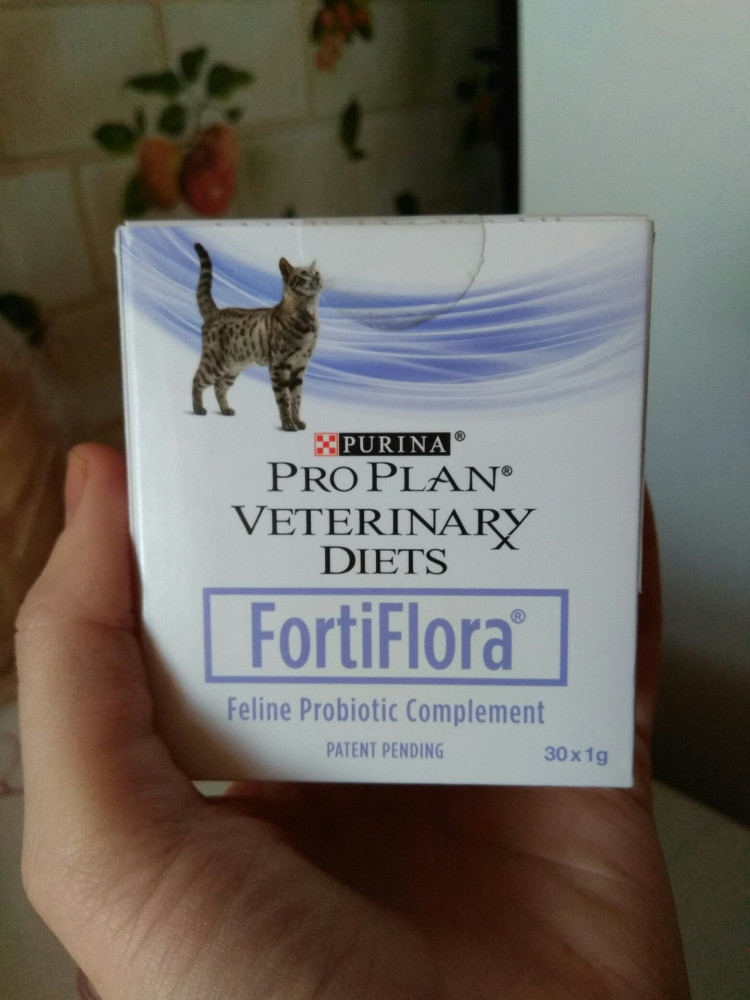 PURINA®
PRO PLAN®
VETERINARY
DIETS
FortiFlora®
Feline Probiotic Complement
PATENT PENDING
30 x 1g